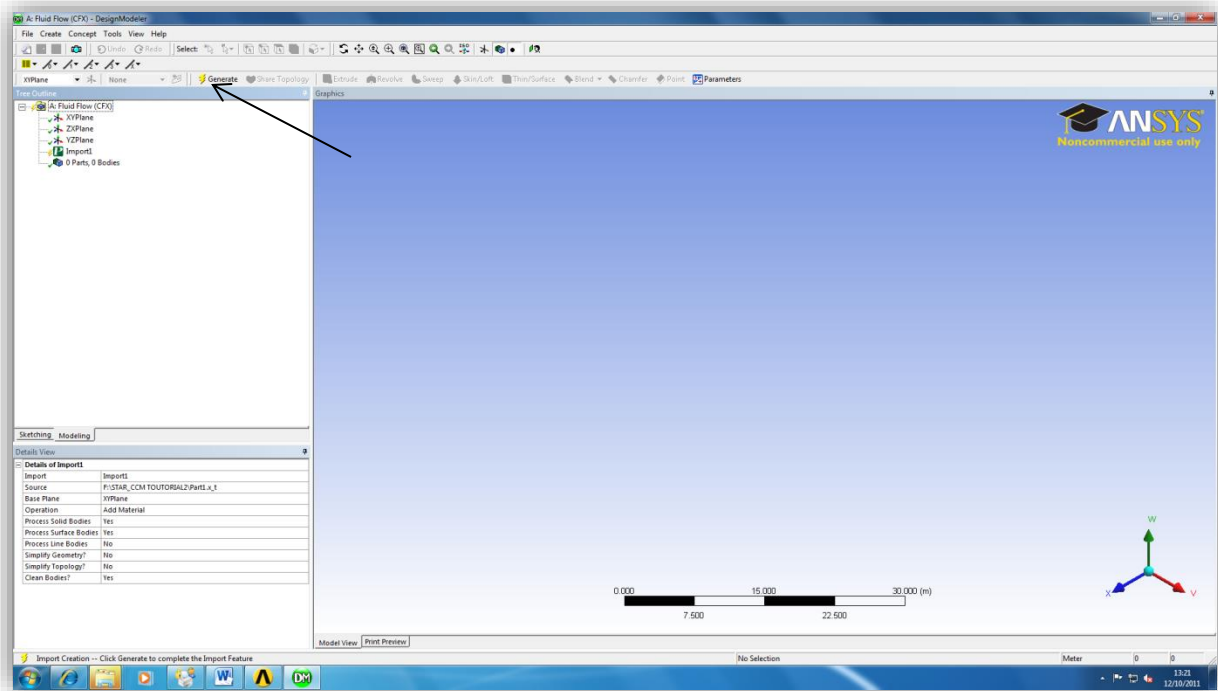 A: Fluid Flow (CFX) - DesignModeler
File Create Concept Tools View Help
Undo Redo Select:
XYPlane None Generate Share Topology Extrude Revolve Sweep Skin/Loft Thin/Surface Blend Chamfer Point Parameters
Tree Outline
A: Fluid Flow (CFX)
XYPlane
ZXPlane
YZPlane
Import1
0 Parts, 0 Bodies
Sketching Modeling
Details View
Details of Import1
Import Import1
Source F:\STAR_CCM TOUTORIAL2\Part1.x_t
Base Plane XYPlane
Operation Add Material
Process Solid Bodies Yes
Process Surface Bodies Yes
Process Line Bodies No
Simplify Geometry? No
Simplify Topology? No
Clean Bodies? Yes
Graphics
ANSYS
Noncommercial use only
W
X
V
0.000 15.000 30.000 (m)
7.500 22.500
Model View Print Preview
Import Creation -- Click Generate to complete the Import Feature No Selection Meter 0 0
W
DM
13:21
12/10/2011